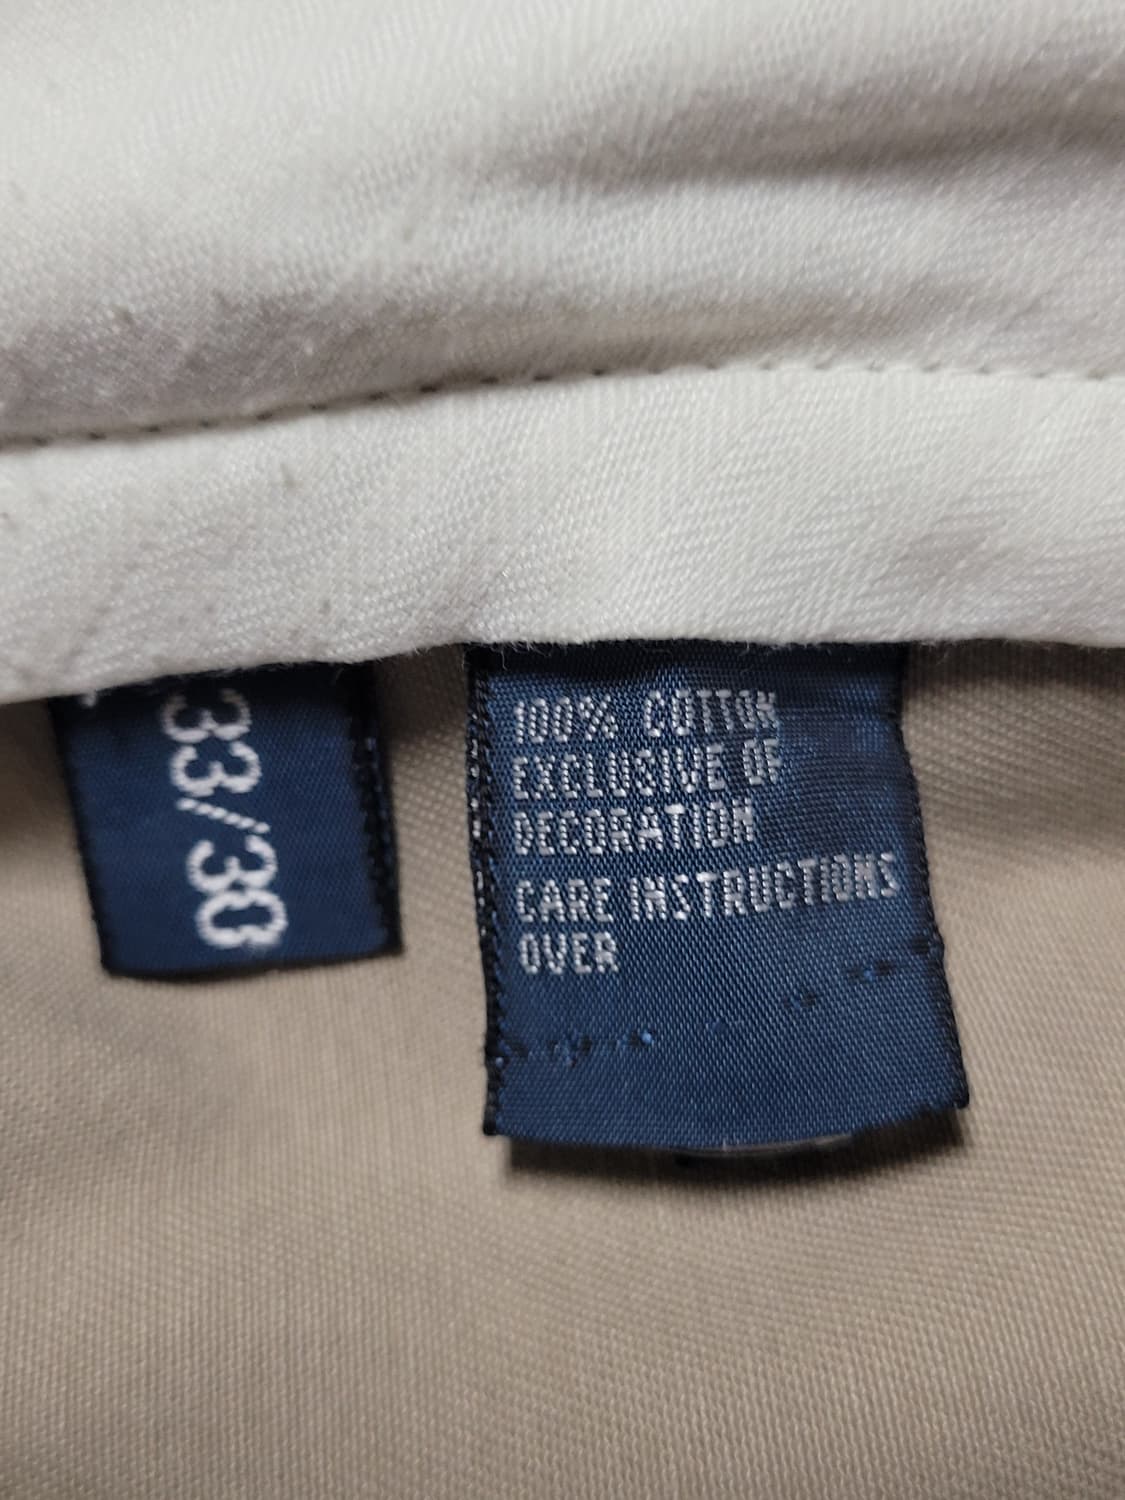 33/30
100% COTTON
EXCLUSIVE OF
DECORATION
CARE INSTRUCTIONS
OVER